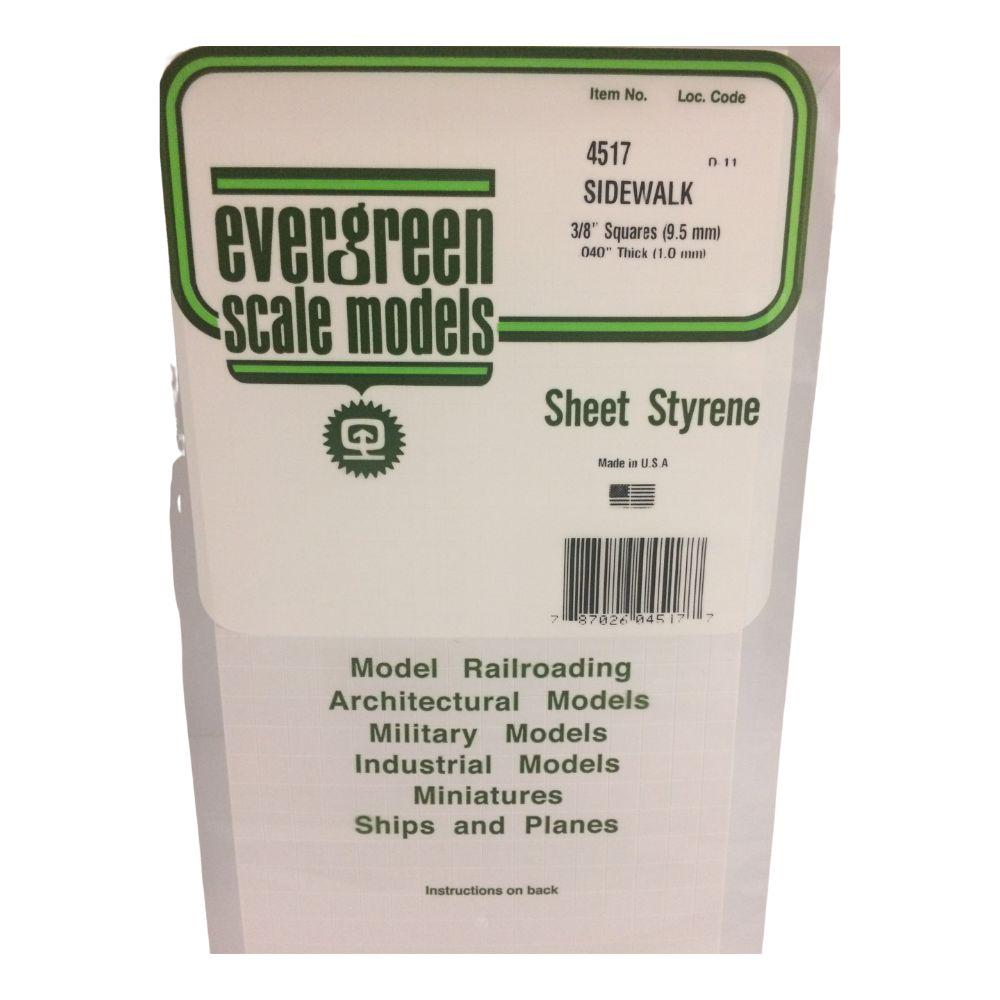 Item No. Loc. Code
4517 D-11
SIDEWALK
3/8" Squares (9.5 mm)
.040" Thick (1.0 mm)
evergreen
scale models
Sheet Styrene
Made in U.S.A
7 87026 04517 7
Model Railroading
Architectural Models
Military Models
Industrial Models
Miniatures
Ships and Planes
Instructions on back